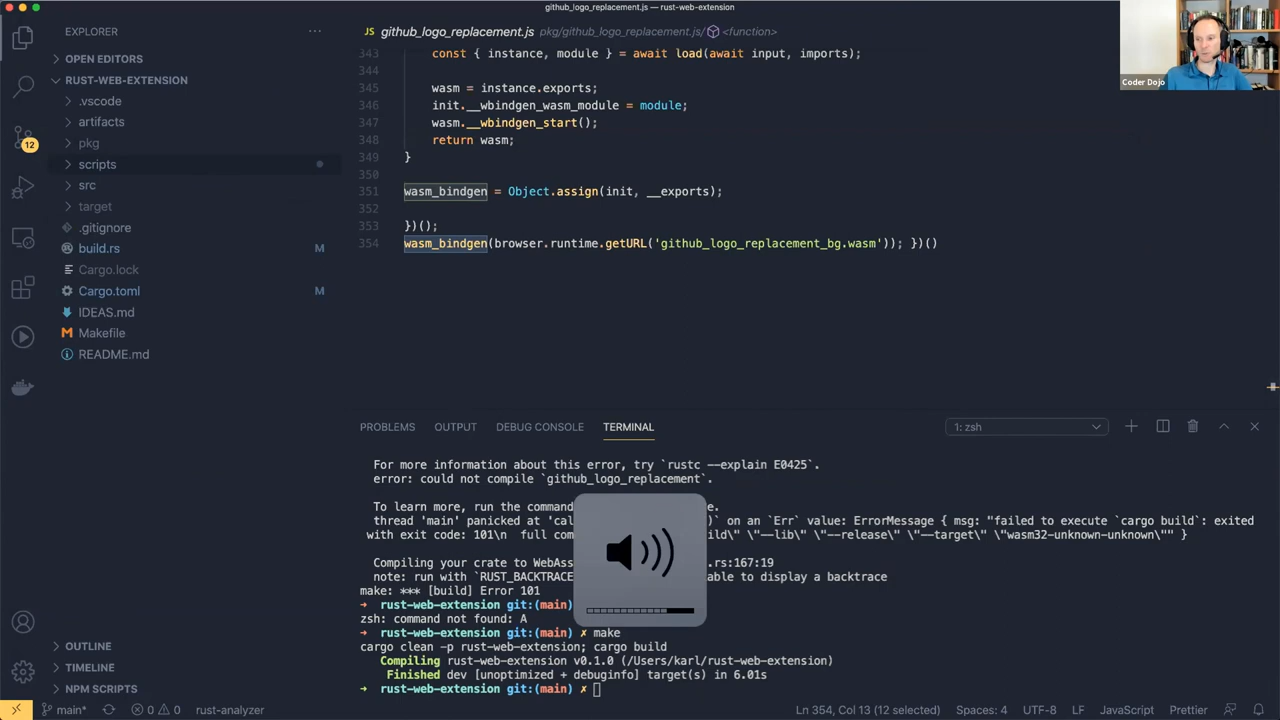 github_logo_replacement.js — rust-web-extension
EXPLORER
OPEN EDITORS
RUST-WEB-EXTENSION
.vscode
artifacts
pkg
scripts
src
target
.gitignore
build.rs M
Cargo.lock
Cargo.toml M
IDEAS.md
Makefile
README.md
OUTLINE
TIMELINE
NPM SCRIPTS
12
JS github_logo_replacement.js pkg/github_logo_replacement.js/ <function>
343 const { instance, module } = await load(await input, imports);
344
345 wasm = instance.exports;
346 init.__wbindgen_wasm_module = module;
347 wasm.__wbindgen_start();
348 return wasm;
349 }
350
351 wasm_bindgen = Object.assign(init, __exports);
352
353 })();
354 wasm_bindgen(browser.runtime.getURL('github_logo_replacement_bg.wasm')); })()
Coder Dojo
PROBLEMS OUTPUT DEBUG CONSOLE TERMINAL 1: zsh
For more information about this error, try `rustc --explain E0425`.
error: could not compile `github_logo_replacement`.
To learn more, run the comman
thread 'main' panicked at 'cal )` on an `Err` value: ErrorMessage { msg: "failed to execute `cargo build`: exited
with exit code: 101\n full com ild\" \"--lib\" \"--release\" \"--target\" \"wasm32-unknown-unknown\"" }
Compiling your crate to WebAss .rs:167:19
note: run with `RUST_BACKTRACE able to display a backtrace
make: *** [build] Error 101
➜ rust-web-extension git:(main)
zsh: command not found: A
➜ rust-web-extension git:(main) ✗ make
cargo clean -p rust-web-extension; cargo build
Compiling rust-web-extension v0.1.0 (/Users/karl/rust-web-extension)
Finished dev [unoptimized + debuginfo] target(s) in 6.01s
➜ rust-web-extension git:(main) ✗
main* 0 0 rust-analyzer Ln 354, Col 13 (12 selected) Spaces: 4 UTF-8 LF JavaScript Prettier